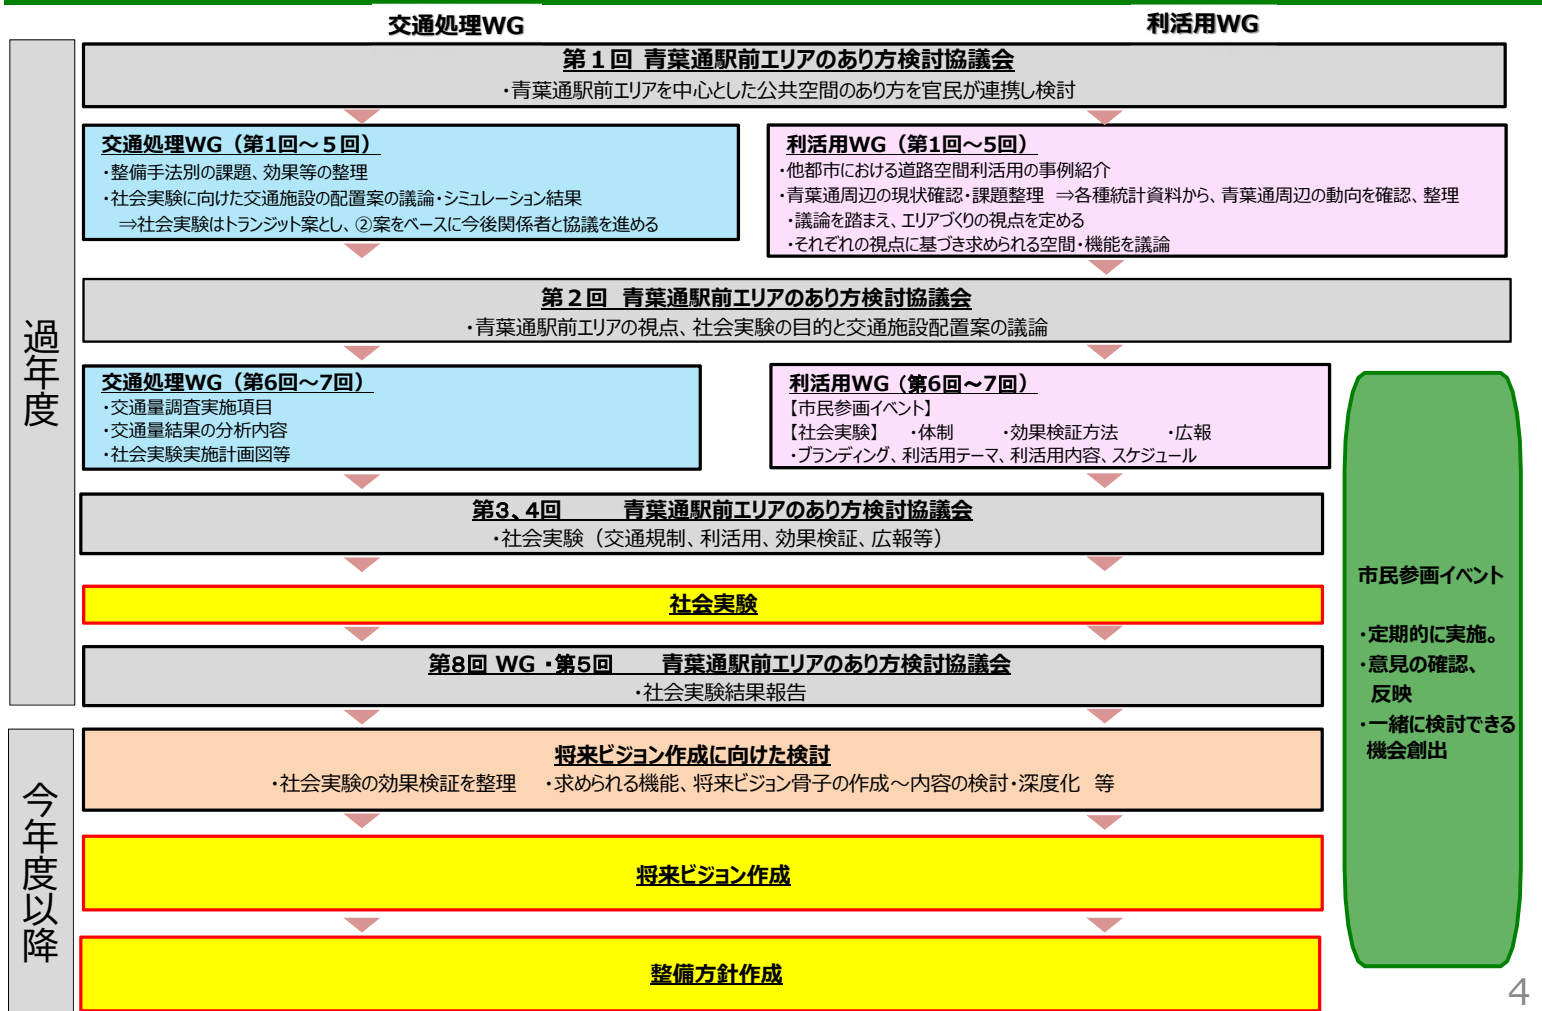 交通処理WG
利活用WG
過年度
第１回 青葉通駅前エリアのあり方検討協議会
・青葉通駅前エリアを中心とした公共空間のあり方を官民が連携し検討
交通処理WG（第1回～５回）
・整備手法別の課題、効果等の整理
・社会実験に向けた交通施設の配置案の議論・シミュレーション結果
⇒社会実験はトランジット案とし、②案をベースに今後関係者と協議を進める
利活用WG（第1回～5回）
・他都市における道路空間利活用の事例紹介
・青葉通周辺の現状確認・課題整理　⇒各種統計資料から、青葉通周辺の動向を確認、整理
・議論を踏まえ、エリアづくりの視点を定める
・それぞれの視点に基づき求められる空間・機能を議論
第２回 青葉通駅前エリアのあり方検討協議会
・青葉通駅前エリアの視点、社会実験の目的と交通施設配置案の議論
交通処理WG（第6回～7回）
・交通量調査実施項目
・交通量結果の分析内容
・社会実験実施計画図等
利活用WG（第6回～7回）
【市民参画イベント】
【社会実験】　・体制　　・効果検証方法　　・広報
・ブランディング、利活用テーマ、利活用内容、スケジュール
第3、4回　　青葉通駅前エリアのあり方検討協議会
・社会実験（交通規制、利活用、効果検証、広報等）
社会実験
第8回 WG ・第5回　　青葉通駅前エリアのあり方検討協議会
・社会実験結果報告
今年度以降
将来ビジョン作成に向けた検討
・社会実験の効果検証を整理　・求められる機能、将来ビジョン骨子の作成～内容の検討・深度化　等
将来ビジョン作成
整備方針作成
市民参画イベント
・定期的に実施。
・意見の確認、
反映
・一緒に検討できる
機会創出
4